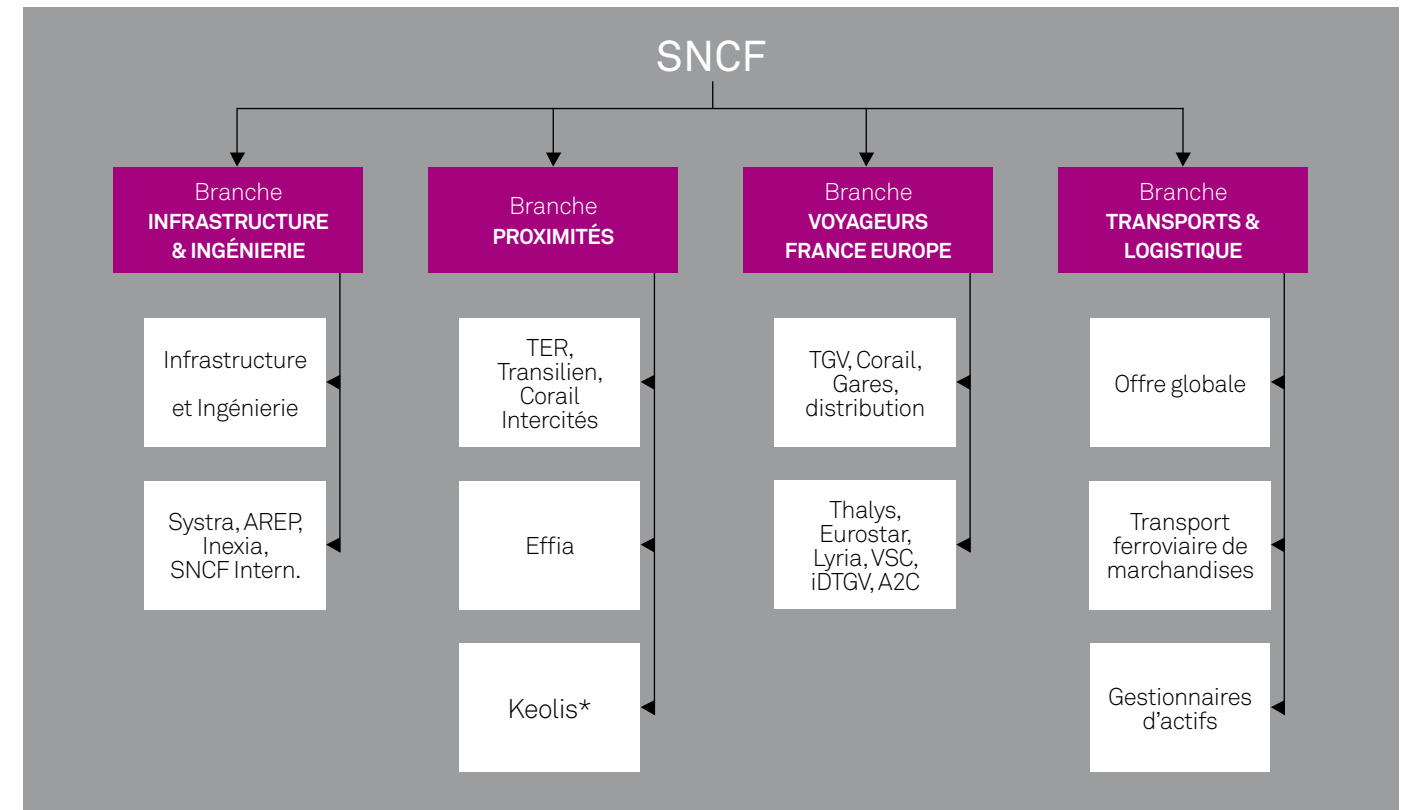 SNCF
Branche
INFRASTRUCTURE
& INGÉNIERIE
Branche
PROXIMITÉS
Branche
VOYAGEURS
FRANCE EUROPE
Branche
TRANSPORTS &
LOGISTIQUE
Infrastructure
et Ingénierie
TER,
Transilien,
Corail
Intercités
TGV, Corail,
Gares,
distribution
Offre globale
Systra, AREP,
Inexia,
SNCF Intern.
Effia
Thalys,
Eurostar,
Lyria, VSC,
iDTGV, A2C
Transport
ferroviaire de
marchandises
Keolis*
Gestionnaires
d’actifs